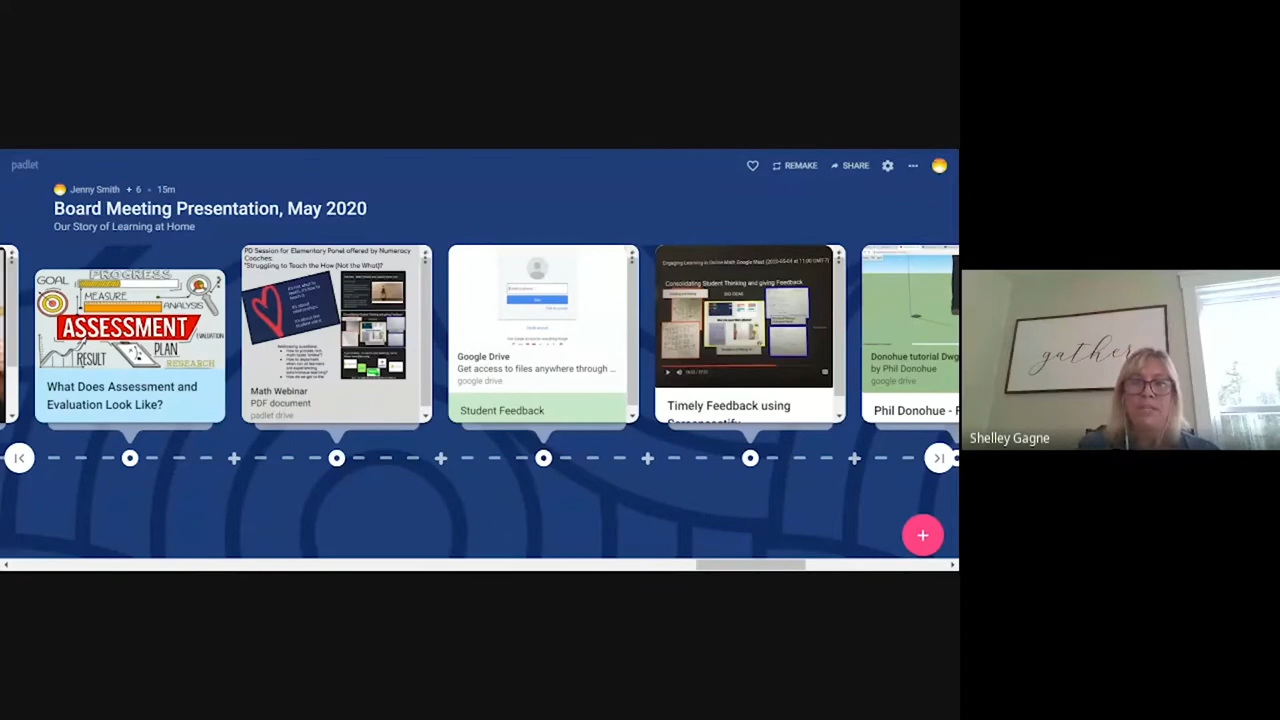 padlet
REMAKE
SHARE
Jenny Smith + 6 • 15m
Board Meeting Presentation, May 2020
Our Story of Learning at Home
GOAL
PROGRESS
MEASURE
ANALYSIS
ASSESSMENT
EVALUATION
RESULT
PLAN
RESEARCH
What Does Assessment and
Evaluation Look Like?
PD Session for Elementary Panel offered by Numeracy
Coaches:
"Struggling to Teach the How (Not the What)?
Math Webinar
PDF document
padlet drive
Google Drive
Get access to files anywhere through ...
google drive
Student Feedback
Consolidating Student Thinking and giving Feedback
Timely Feedback using
Screencastify
Donohue tutorial Dwg
by Phil Donohue
google drive
Phil Donohue - F
gather
Shelley Gagne